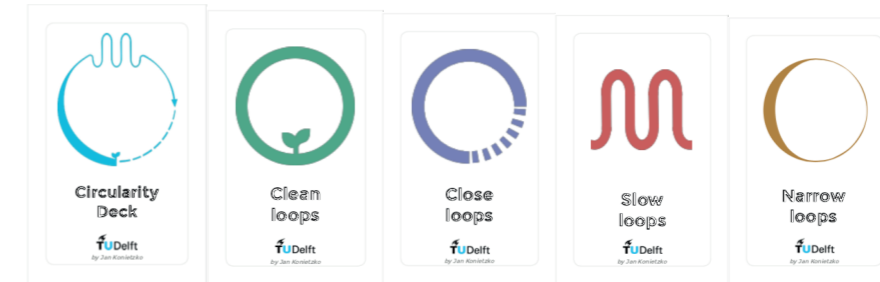 Circularity
Deck
TUDelft
by Jan Konietzko
Clean
loops
TUDelft
by Jan Konietzko
Close
loops
TUDelft
by Jan Konietzko
Slow
loops
TUDelft
by Jan Konietzko
Narrow
loops
TUDelft
by Jan Konietzko